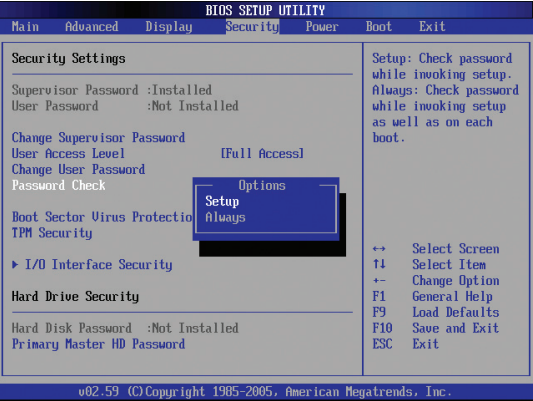 BIOS SETUP UTILITY
Main Advanced Display Security Power Boot Exit
Security Settings
Supervisor Password :Installed
User Password :Not Installed
Change Supervisor Password
User Access Level [Full Access]
Change User Password
Password Check
Boot Sector Virus Protectio
TPM Security
I/O Interface Security
Hard Drive Security
Hard Disk Password :Not Installed
Primary Master HD Password
Options
Setup
Always
Setup: Check password
while invoking setup.
Always: Check password
while invoking setup
as well as on each
boot.
↔ Select Screen
↑↓ Select Item
+- Change Option
F1 General Help
F9 Load Defaults
F10 Save and Exit
ESC Exit
v02.59 (C)Copyright 1985-2005, American Megatrends, Inc.